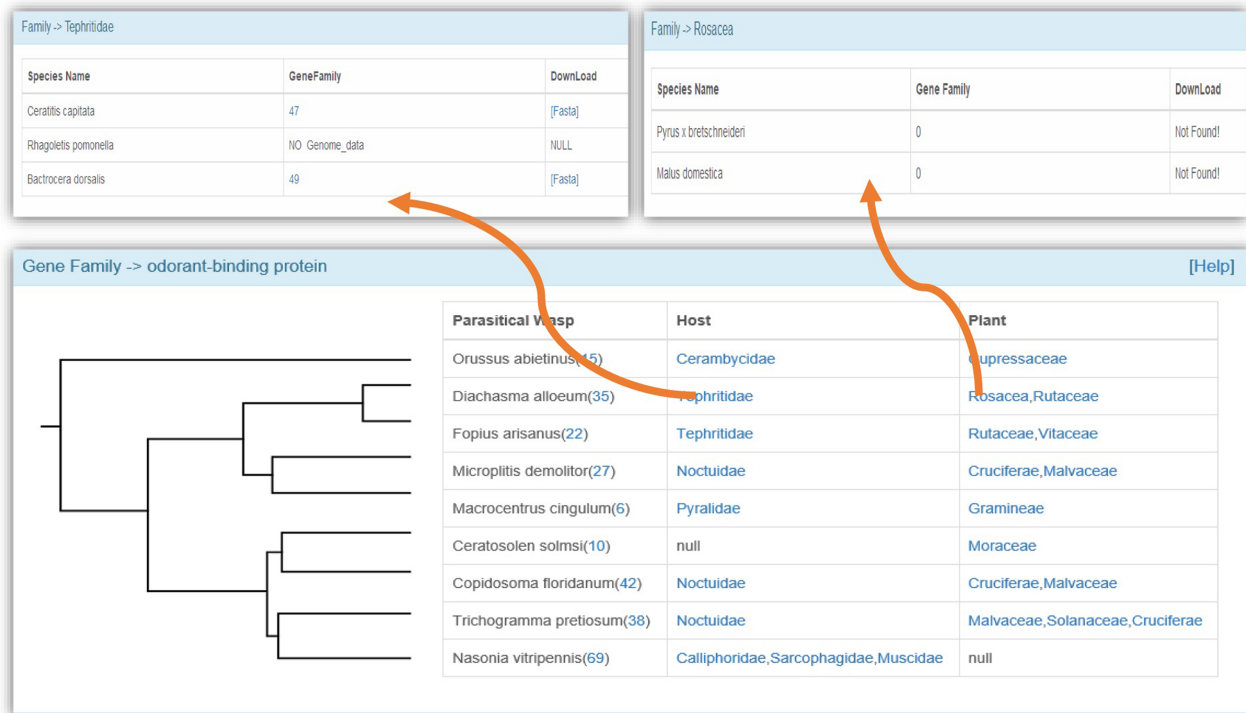 Family -> Tephritidae
Species Name GeneFamily DownLoad
Ceratitis capitata 47 [Fasta]
Rhagoletis pomonella NO Genome_data NULL
Bactrocera dorsalis 49 [Fasta]
Family -> Rosacea
Species Name Gene Family DownLoad
Pyrus x bretschneideri 0 Not Found!
Malus domestica 0 Not Found!
Gene Family -> odorant-binding protein [Help]
Parasitical Wasp Host Plant
Orussus abietinus(15) Cerambycidae Cupressaceae
Diachasma alloeum(35) Tephritidae Rosacea,Rutaceae
Fopius arisanus(22) Tephritidae Rutaceae,Vitaceae
Microplitis demolitor(27) Noctuidae Cruciferae,Malvaceae
Macrocentrus cingulum(6) Pyralidae Gramineae
Ceratosolen solmsi(10) null Moraceae
Copidosoma floridanum(42) Noctuidae Cruciferae,Malvaceae
Trichogramma pretiosum(38) Noctuidae Malvaceae,Solanaceae,Cruciferae
Nasonia vitripennis(69) Calliphoridae,Sarcophagidae,Muscidae null